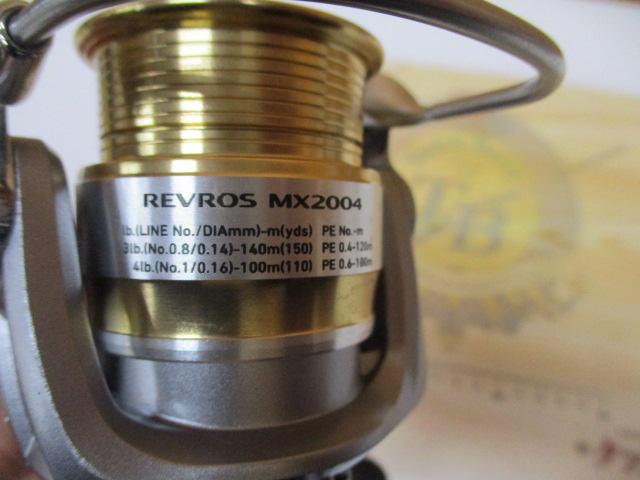 REVROS MX2004
lb.(LINE No./DIAmm)-m(yds) PE No.-m
3lb.(No.0.8/0.14)-140m(150) PE 0.4-120m
4lb.(No.1/0.16)-100m(110) PE 0.6-100m
TB